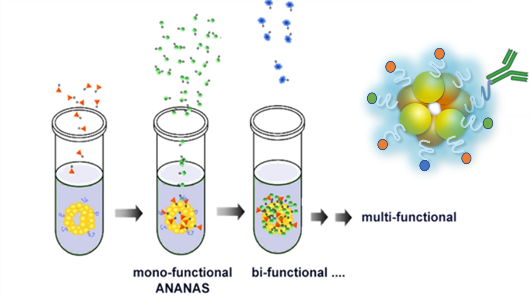 mono-functional
ANANAS
bi-functional ....
multi-functional